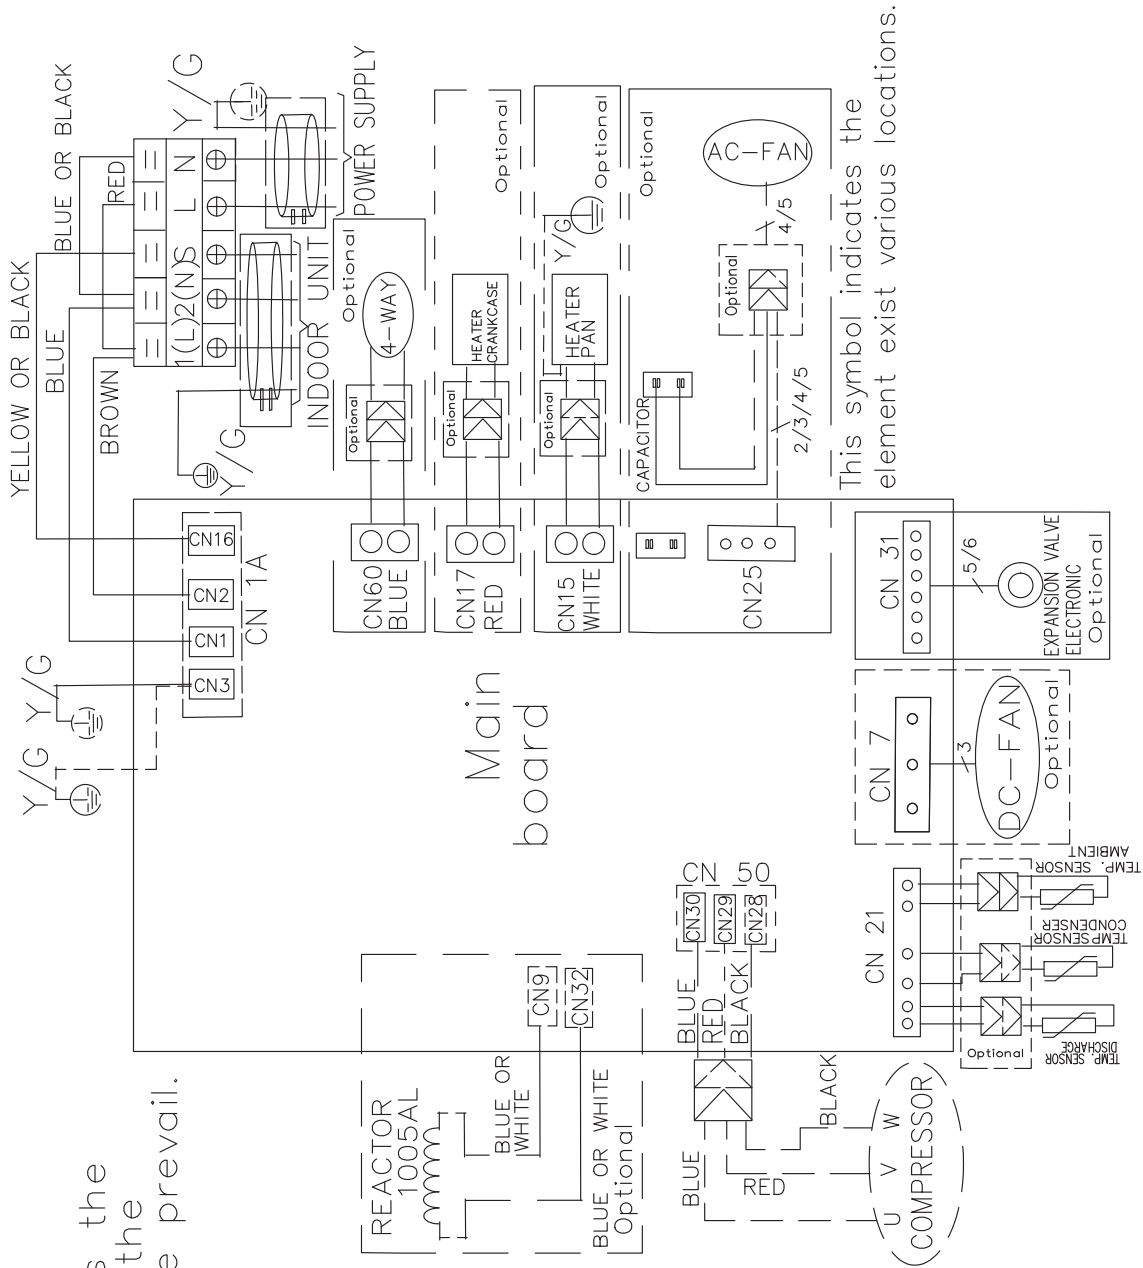 s the
the
e prevail.
YELLOW OR BLACK
BLUE
BROWN
BLUE OR BLACK
RED
1(L) 2(N) S L N
Y/G
POWER SUPPLY
INDOOR UNIT
Y/G
Y/G
Y/G
CN3
CN1
CN2
CN16
CN 1A
Main
board
CN60
BLUE
Optional
4-WAY
Optional
CN17
RED
Optional
HEATER
CRANKCASE
Optional
CN15
WHITE
Optional
HEATER
PAN
Y/G
Optional
CAPACITOR
Optional
AC-FAN
4/5
Optional
2/3/4/5
CN25
This symbol indicates the
element exist various locations.
CN 31
5/6
EXPANSION VALVE
ELECTRONIC
Optional
CN 7
3
DC-FAN
Optional
CN 21
Optional
TEMP. SENSOR
DISCHARGE
TEMPSENSOR
CONDENSER
TEMP. SENSOR
AMBIENT
CN 50
CN30
CN29
CN28
BLUE
RED
BLACK
BLUE
RED
BLACK
U V W
COMPRESSOR
REACTOR
1005AL
CN9
CN32
BLUE OR
WHITE
BLUE OR WHITE
Optional